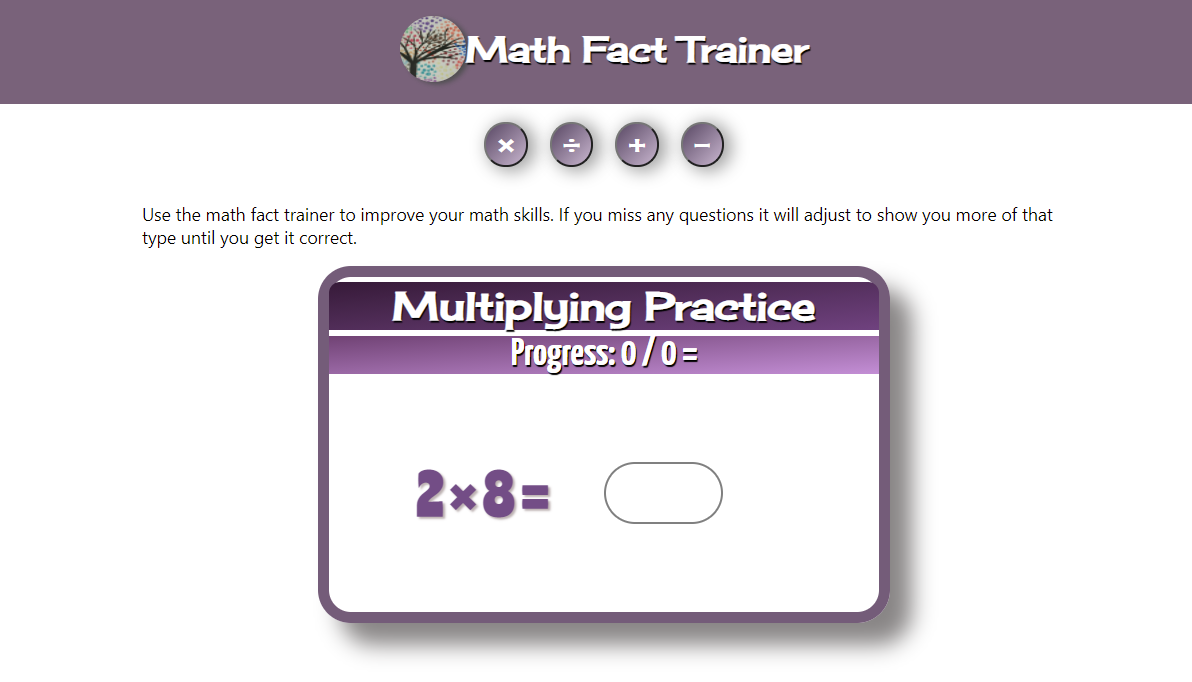 Math Fact Trainer
× ÷ + −
Use the math fact trainer to improve your math skills. If you miss any questions it will adjust to show you more of that
type until you get it correct.
Multiplying Practice
Progress: 0 / 0 =
2×8=